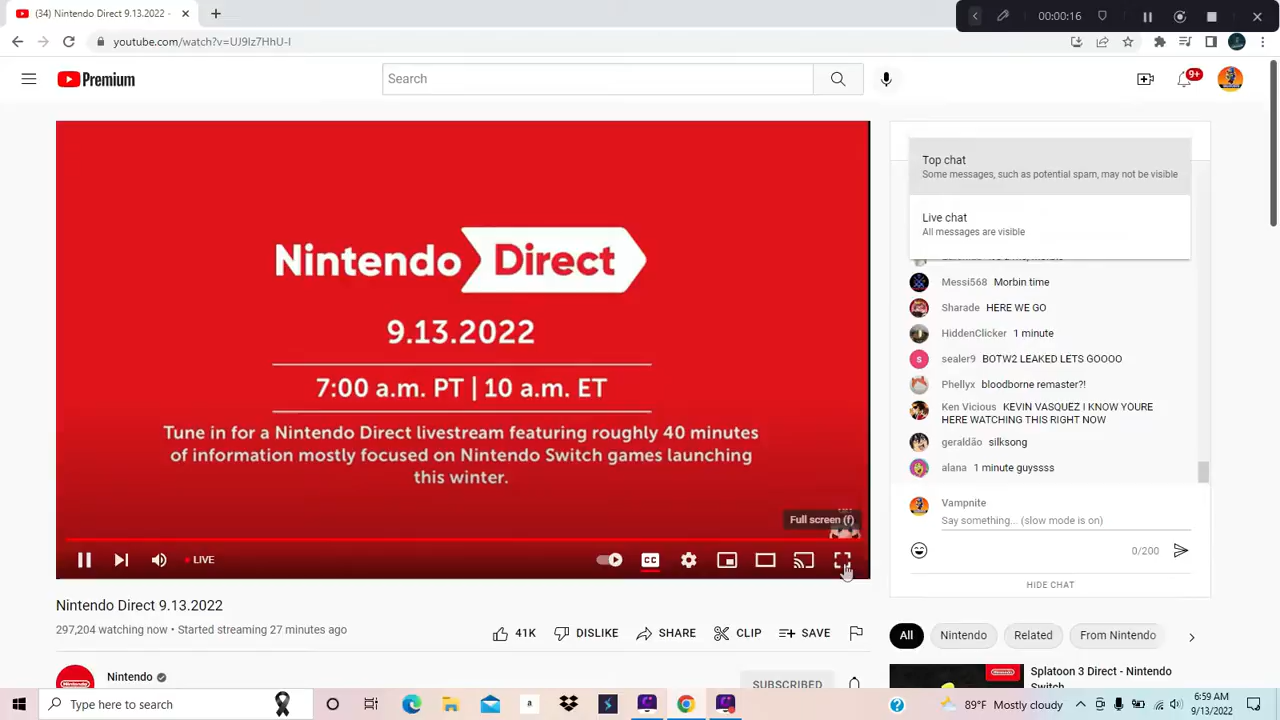 (34) Nintendo Direct 9.13.2022 -
00:00:16
youtube.com/watch?v=UJ9Iz7HhU-I
Premium
Search
9+
Nintendo Direct
9.13.2022
7:00 a.m. PT | 10 a.m. ET
Tune in for a Nintendo Direct livestream featuring roughly 40 minutes
of information mostly focused on Nintendo Switch games launching
this winter.
Full screen (f)
LIVE
CC
Top chat
Some messages, such as potential spam, may not be visible
Live chat
All messages are visible
Messi568 Morbin time
Sharade HERE WE GO
HiddenClicker 1 minute
s sealer9 BOTW2 LEAKED LETS GOOOO
Phellyx bloodborne remaster?!
Ken Vicious KEVIN VASQUEZ I KNOW YOURE
HERE WATCHING THIS RIGHT NOW
geraldão silksong
alana 1 minute guyssss
Vampnite
Say something... (slow mode is on)
0/200
HIDE CHAT
Nintendo Direct 9.13.2022
297,204 watching now • Started streaming 27 minutes ago
41K DISLIKE SHARE CLIP SAVE
All Nintendo Related From Nintendo
Nintendo
SUBSCRIBED
Nintendo
Splatoon 3 Direct - Nintendo
Switch
Type here to search
a
89°F Mostly cloudy
6:59 AM
9/13/2022